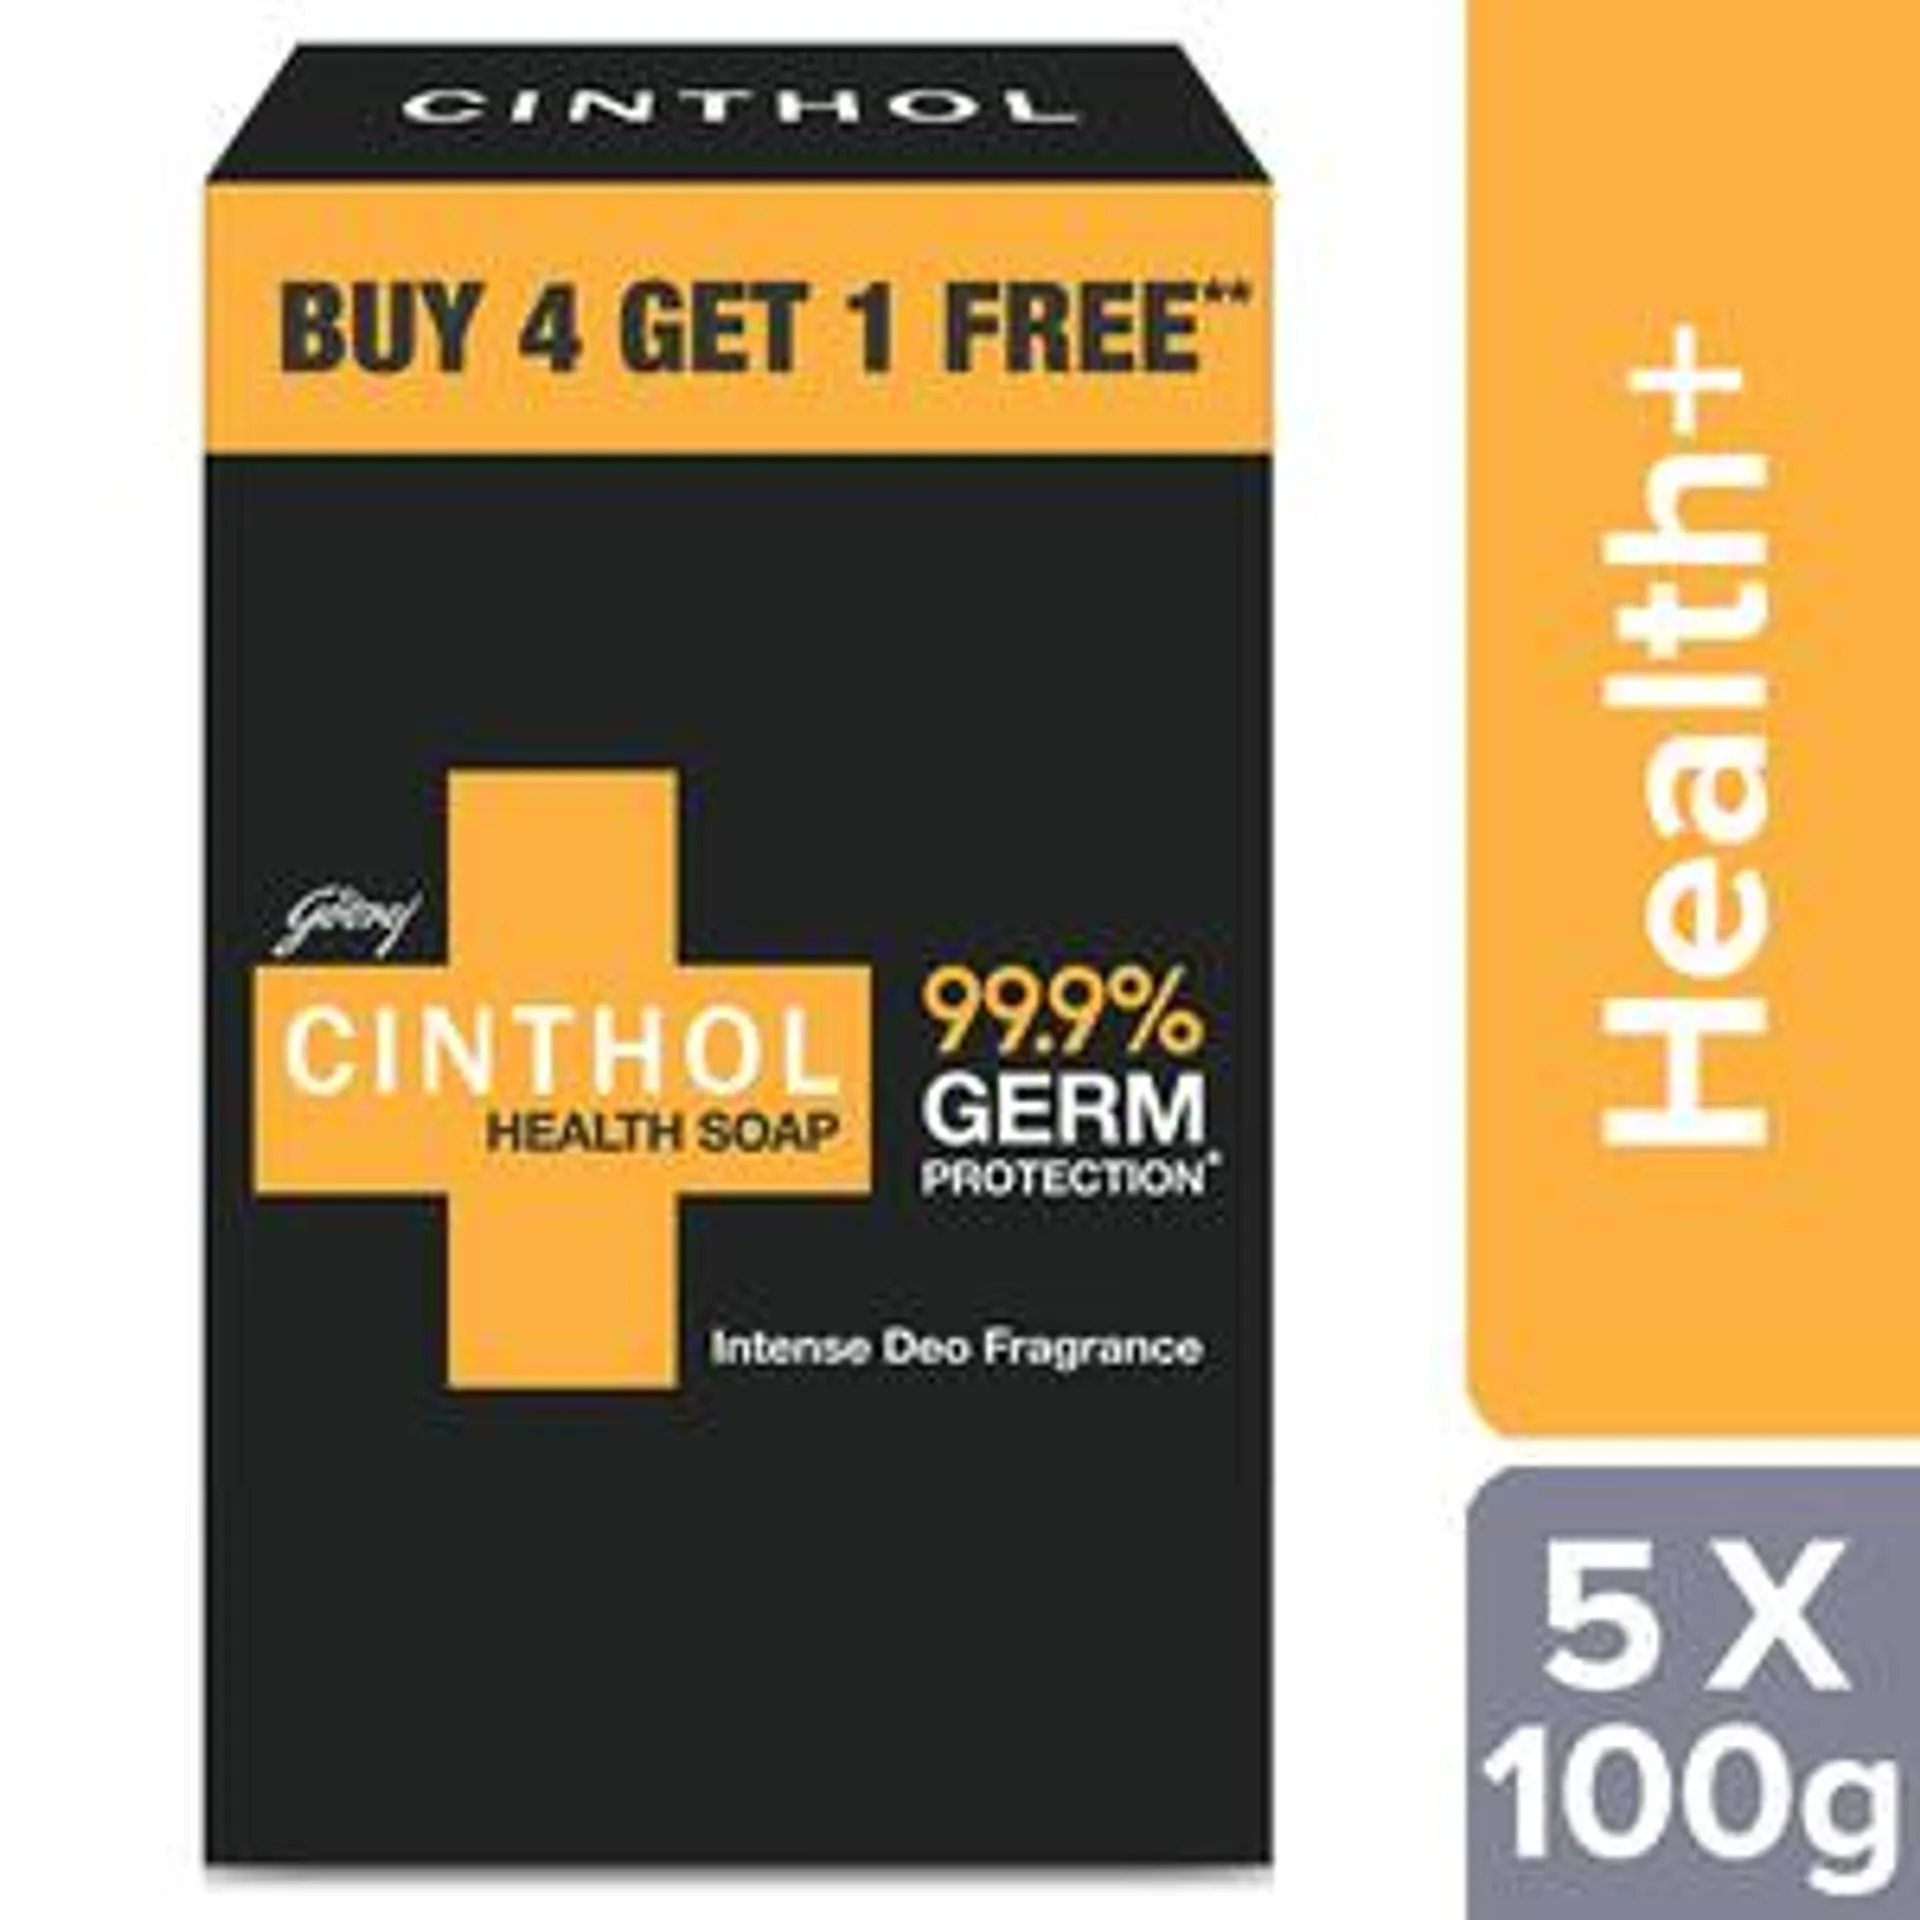 CINTHOL
BUY 4 GET 1 FREE**
Godrej
CINTHOL
HEALTH SOAP
99.9%
GERM
PROTECTION*
Intense Deo Fragrance
Health+
5 X
100g